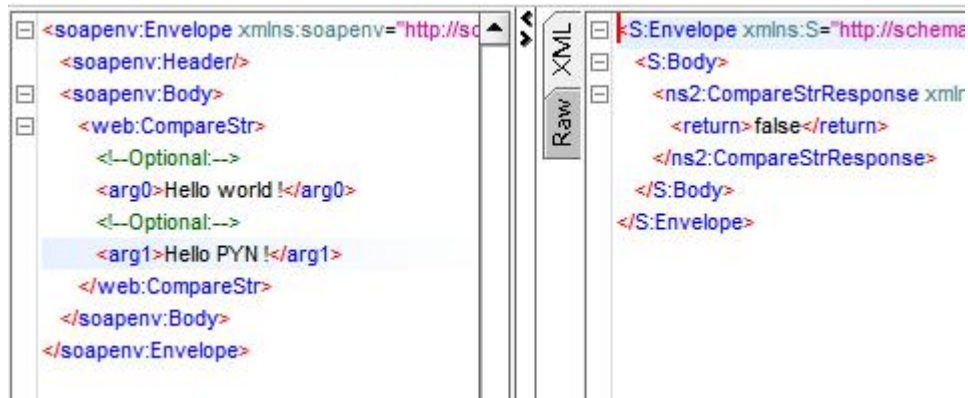 <soapenv:Envelope xmlns:soapenv="http://sc
<soapenv:Header/>
<soapenv:Body>
<web:CompareStr>
<!--Optional:-->
<arg0>Hello world !</arg0>
<!--Optional:-->
<arg1>Hello PYN !</arg1>
</web:CompareStr>
</soapenv:Body>
</soapenv:Envelope>
XML
Raw
<S:Envelope xmlns:S="http://schema
<S:Body>
<ns2:CompareStrResponse xmln
<return>false</return>
</ns2:CompareStrResponse>
</S:Body>
</S:Envelope>